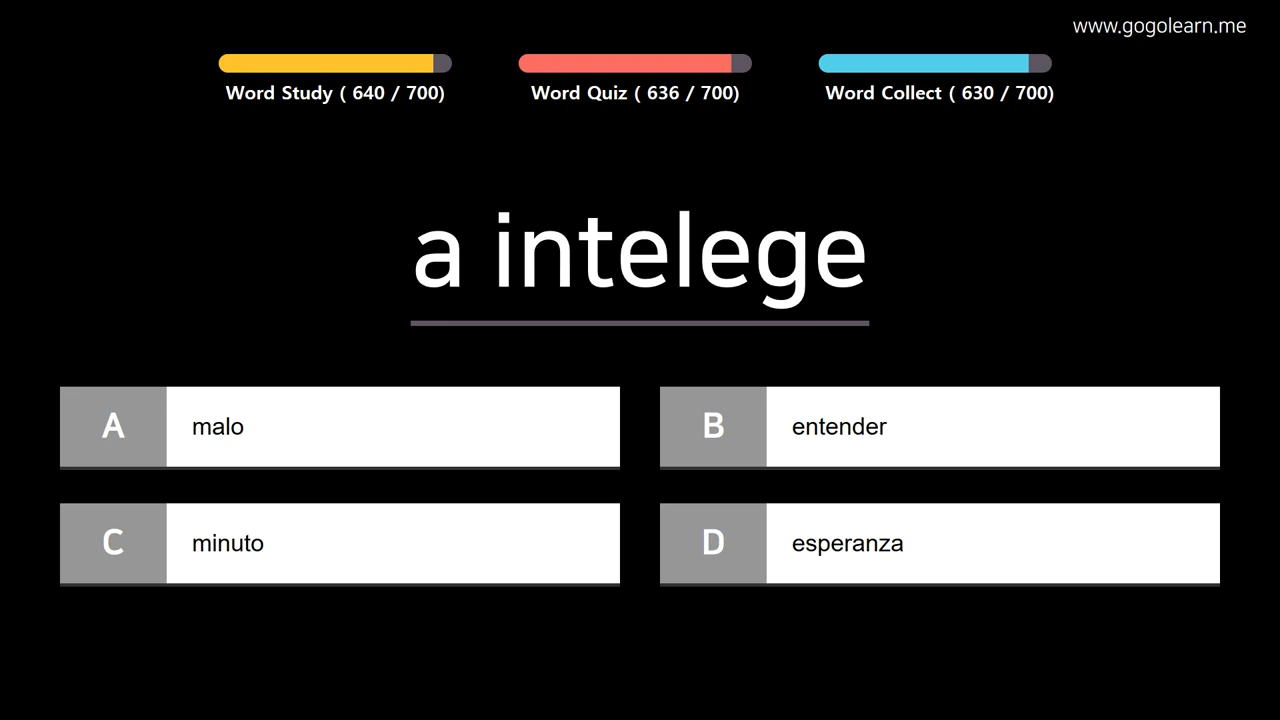 www.gogolearn.me
Word Study ( 640 / 700)
Word Quiz ( 636 / 700)
Word Collect ( 630 / 700)
a intelege
A malo
B entender
C minuto
D esperanza